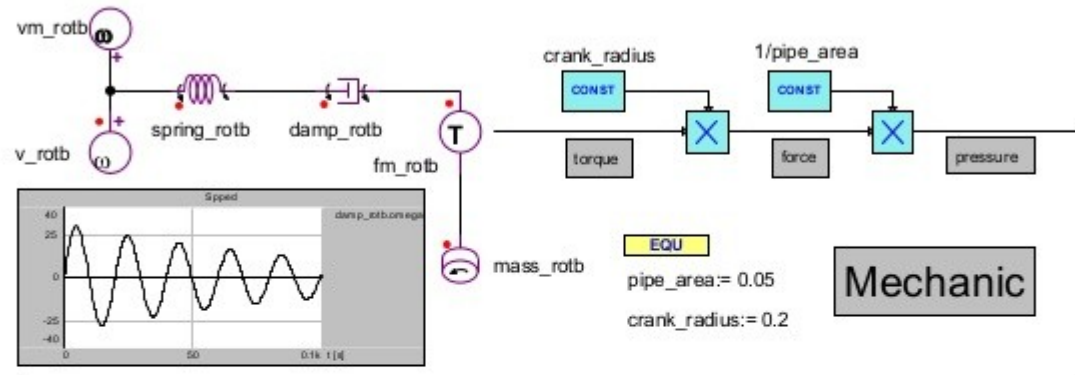 vm_rotb
ω
+
spring_rotb
damp_rotb
+
v_rotb
ω
T
fm_rotb
mass_rotb
crank_radius
CONST
1/pipe_area
CONST
torque
force
pressure
Spped
damp_rotb.omega
40
25
0
-25
-40
0
50
0.1k t [s]
EQU
pipe_area:= 0.05
crank_radius:= 0.2
Mechanic